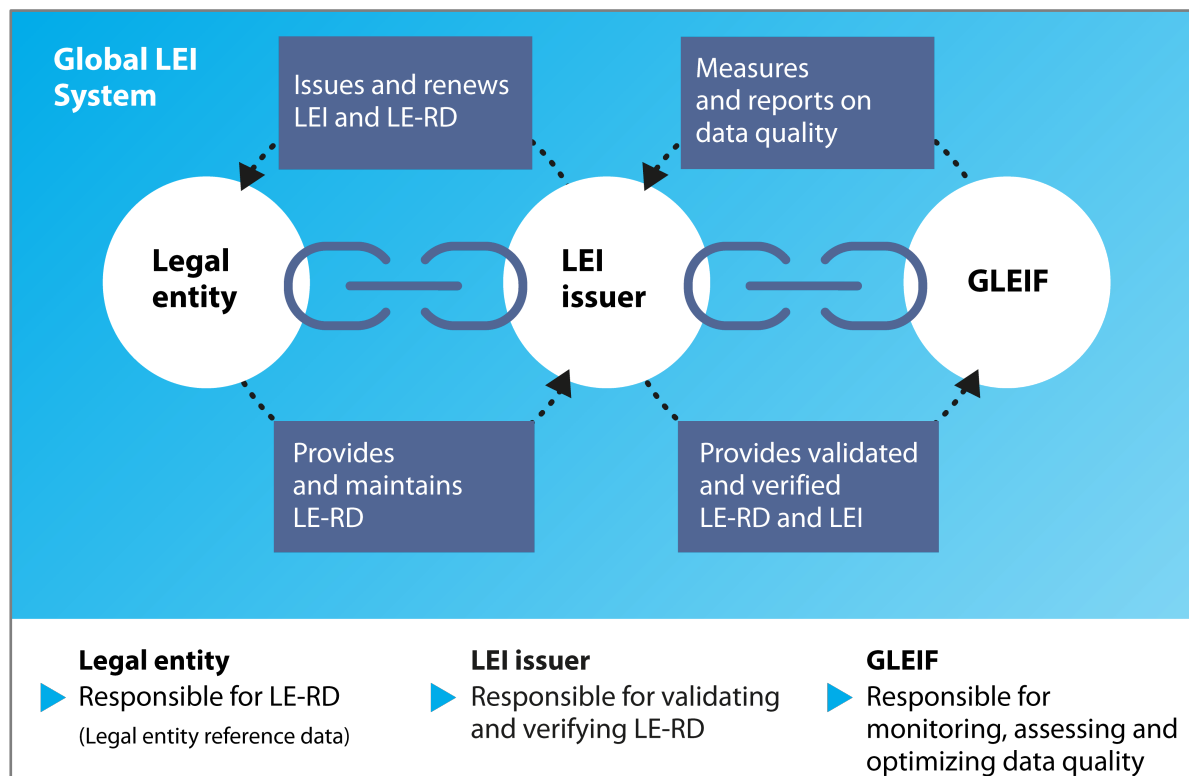 Global LEI
System
Issues and renews
LEI and LE-RD
Measures
and reports on
data quality
Legal
entity
LEI
issuer
GLEIF
Provides
and maintains
LE-RD
Provides validated
and verified
LE-RD and LEI
Legal entity
Responsible for LE-RD
(Legal entity reference data)
LEI issuer
Responsible for validating
and verifying LE-RD
GLEIF
Responsible for
monitoring, assessing and
optimizing data quality